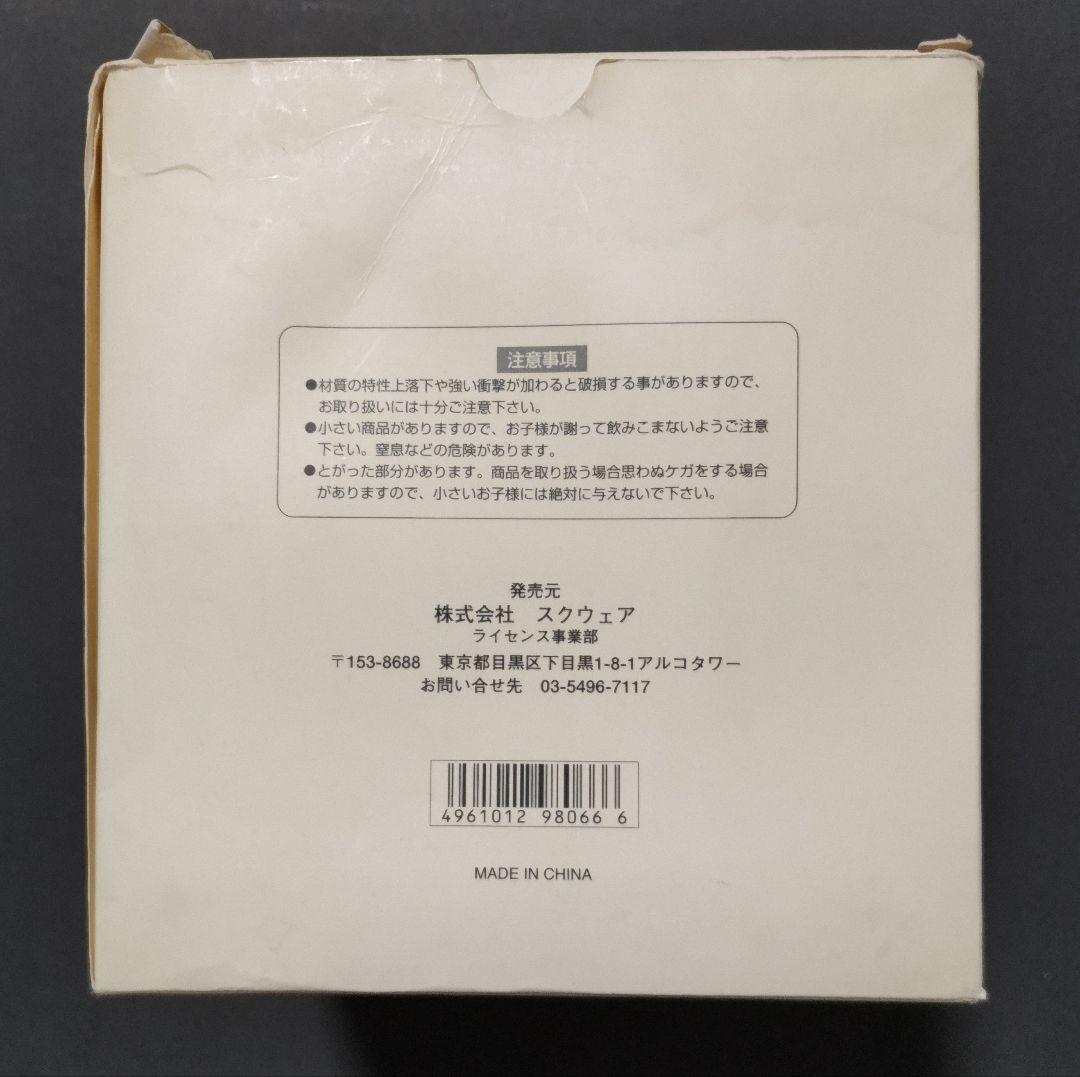 注意事項
●材質の特性上落下や強い衝撃が加わると破損する事がありますので、
お取り扱いには十分ご注意下さい。
●小さい商品がありますので、お子様が謝って飲みこまないようご注意
下さい。窒息などの危険があります。
●とがった部分があります。商品を取り扱う場合思わぬケガをする場合
がありますので、小さいお子様には絶対に与えないで下さい。
発売元
株式会社　スクウェア
ライセンス事業部
〒153-8688　東京都目黒区下目黒1-8-1アルコタワー
お問い合せ先　03-5496-7117
4961012 98066 6
MADE IN CHINA